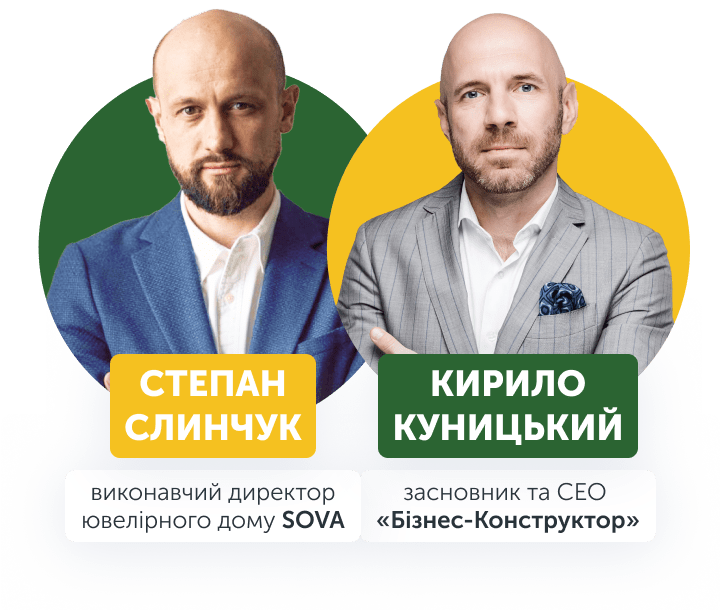 СТЕПАН
СЛИНЧУК
виконавчий директор
ювелірного дому SOVA
КИРИЛО
КУНИЦЬКИЙ
засновник та CEO
«Бізнес-Конструктор»